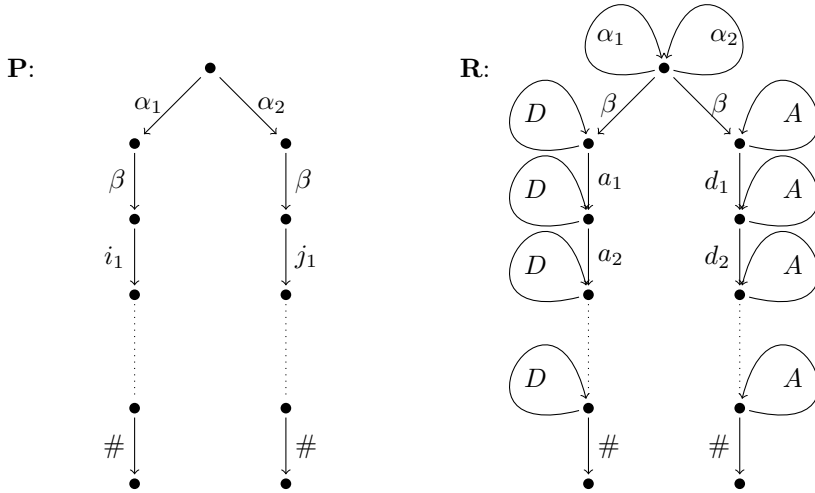 P: R:
α₁ α₂
α₁ α₂ β β
D A
β β D a₁ d₁ A
i₁ j₁ D a₂ d₂ A
D A
# # # #